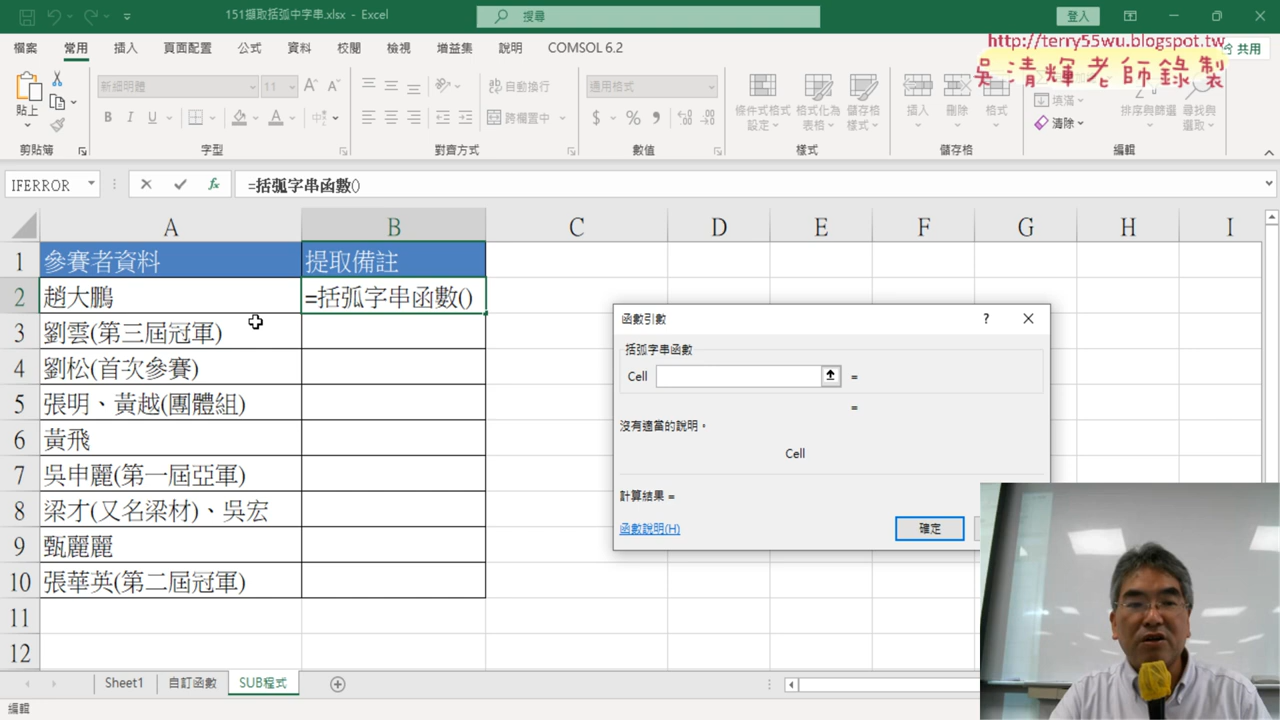 151擷取括弧中字串.xlsx - Excel
搜尋
登入
檔案 常用 插入 頁面配置 公式 資料 校閱 檢視 增益集 說明 COMSOL 6.2
共用
http://terry55wu.blogspot.tw
吳清輝老師錄製
新細明體 11
自動換行
通用格式
貼上
B I U A
跨欄置中
$ % 9
條件式格式設定 格式化為表格 儲存格樣式
插入 刪除 格式
填滿
清除
排序與篩選 尋找與選取
剪貼簿 字型 對齊方式 數值 樣式 儲存格 編輯
IFERROR
fx
=括弧字串函數()
A B C D E F G H I
1 參賽者資料 提取備註
2 趙大鵬 =括弧字串函數()
3 劉雲(第三屆冠軍)
4 劉松(首次參賽)
5 張明、黃越(團體組)
6 黃飛
7 吳申麗(第一屆亞軍)
8 梁才(又名梁材)、吳宏
9 甄麗麗
10 張華英(第二屆冠軍)
11
12
函數引數 ?
括弧字串函數
Cell =
=
沒有適當的說明。
Cell
計算結果 =
函數說明(H)
確定
Sheet1 自訂函數 SUB程式
編輯